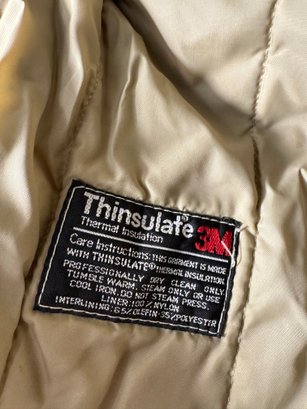 Thinsulate® 3M
Thermal Insulation
Care Instructions: THIS GARMENT IS MADE
WITH THINSULATE® THERMAL INSULATION.
PROFESSIONALLY DRY CLEAN ONLY
TUMBLE WARM. STEAM ONLY OR USE
COOL IRON. DO NOT STEAM PRESS.
LINER: 100% NYLON
INTERLINING: 65% OLEFIN-35% POLYESTER